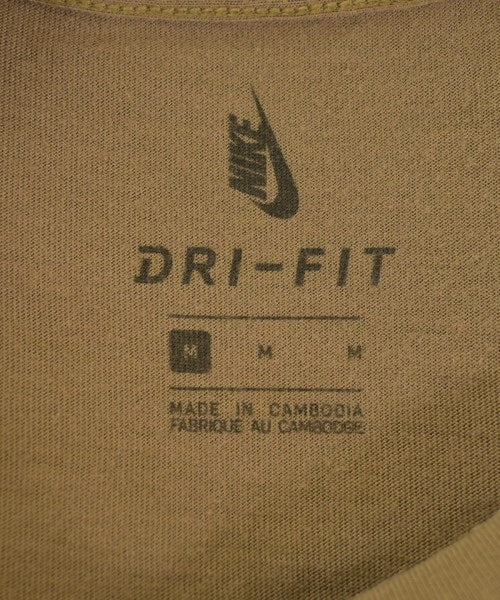 NIKE
DRI-FIT
M M M
MADE IN CAMBODIA
FABRIQUE AU CAMBODGE